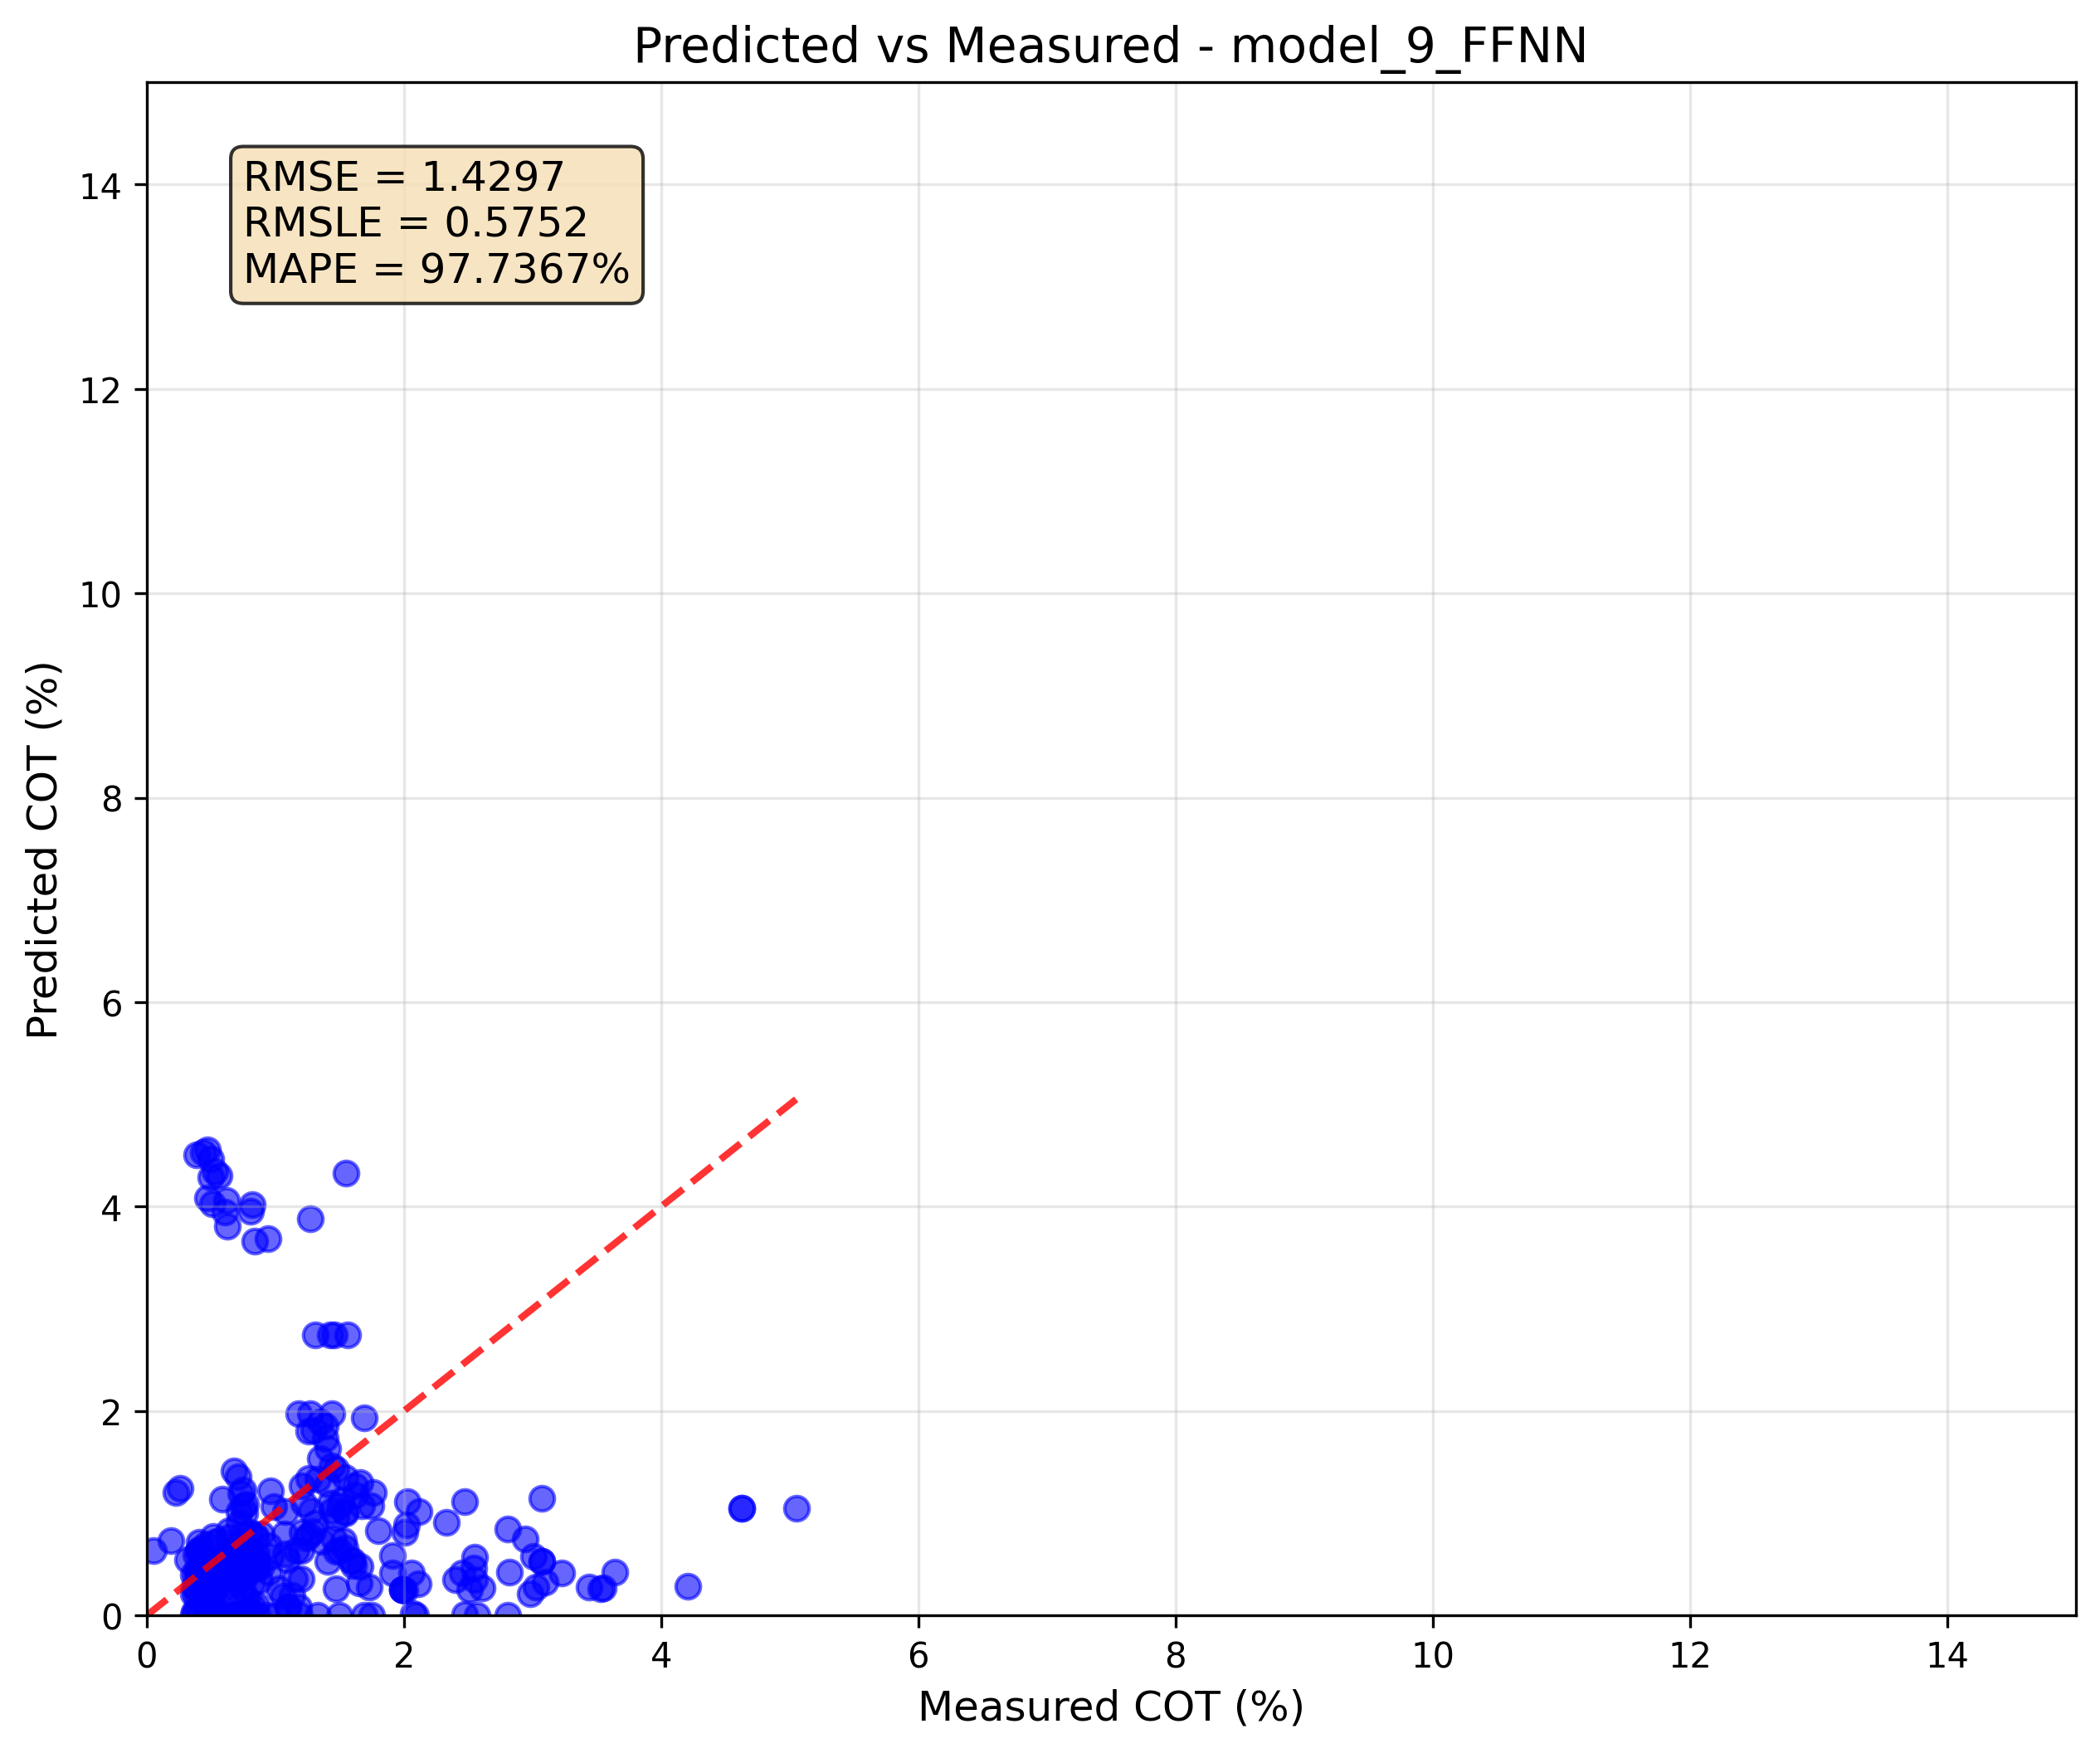 Predicted vs Measured - model_9_FFNN
RMSE = 1.4297
RMSLE = 0.5752
MAPE = 97.7367%
Predicted COT (%)
14
12
10
8
6
4
2
0
0 2 4 6 8 10 12 14
Measured COT (%)